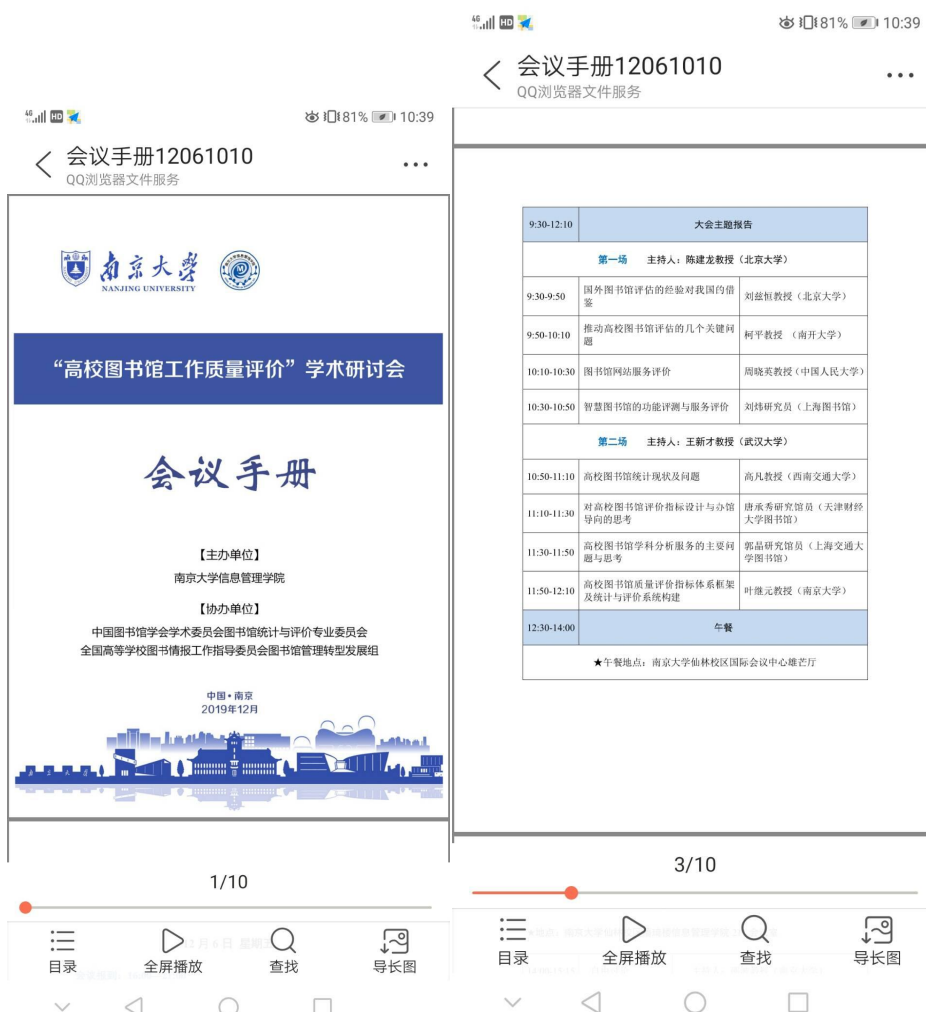 4G HD 81% 10:39
会议手册12061010
QQ浏览器文件服务
南京大学
NANJING UNIVERSITY
“高校图书馆工作质量评价”学术研讨会
会议手册
【主办单位】
南京大学信息管理学院
【协办单位】
中国图书馆学会学术委员会图书馆统计与评价专业委员会
全国高等学校图书情报工作指导委员会图书馆管理转型发展组
中国·南京
2019年12月
南京大学
1/10
目录 全屏播放 查找 导长图
4G HD 81% 10:39
会议手册12061010
QQ浏览器文件服务
9:30-12:10 大会主题报告
第一场 主持人：陈建龙教授（北京大学）
9:30-9:50 国外图书馆评估的经验对我国的借鉴 刘兹恒教授（北京大学）
9:50-10:10 推动高校图书馆评估的几个关键问题 柯平教授 （南开大学）
10:10-10:30 图书馆网站服务评价 周晓英教授（中国人民大学）
10:30-10:50 智慧图书馆的功能评测与服务评价 刘炜研究员（上海图书馆）
第二场 主持人：王新才教授（武汉大学）
10:50-11:10 高校图书馆统计现状及问题 高凡教授（西南交通大学）
11:10-11:30 对高校图书馆评价指标设计与办馆导向的思考 唐承秀研究馆员（天津财经大学图书馆）
11:30-11:50 高校图书馆学科分析服务的主要问题与思考 郭晶研究馆员（上海交通大学图书馆）
11:50-12:10 高校图书馆质量评价指标体系框架及统计与评价系统构建 叶继元教授（南京大学）
12:30-14:00 午餐
★午餐地点：南京大学仙林校区国际会议中心雄芒厅
3/10
目录 全屏播放 查找 导长图